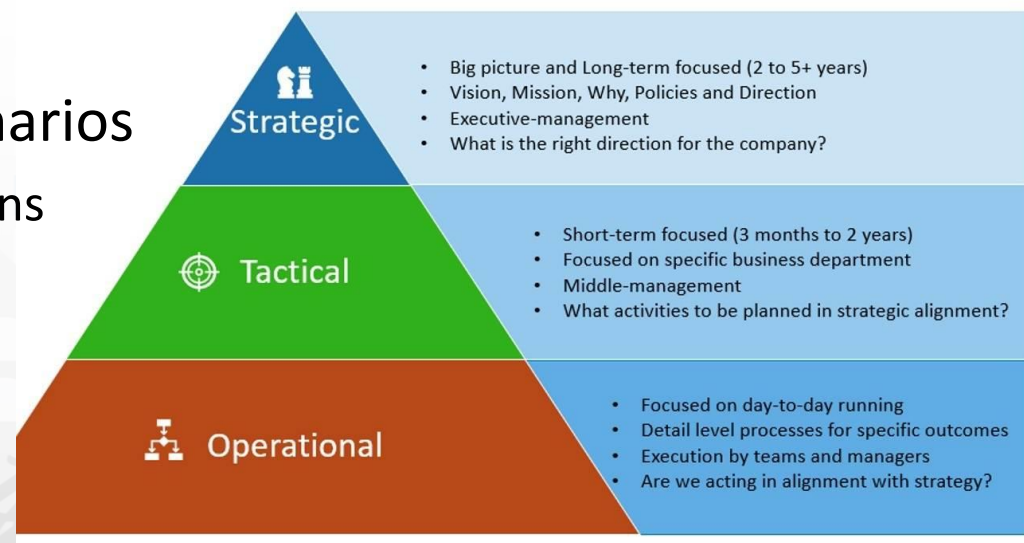 Strategic
• Big picture and Long-term focused (2 to 5+ years)
• Vision, Mission, Why, Policies and Direction
• Executive-management
• What is the right direction for the company?
arios
ns
Tactical
• Short-term focused (3 months to 2 years)
• Focused on specific business department
• Middle-management
• What activities to be planned in strategic alignment?
Operational
• Focused on day-to-day running
• Detail level processes for specific outcomes
• Execution by teams and managers
• Are we acting in alignment with strategy?